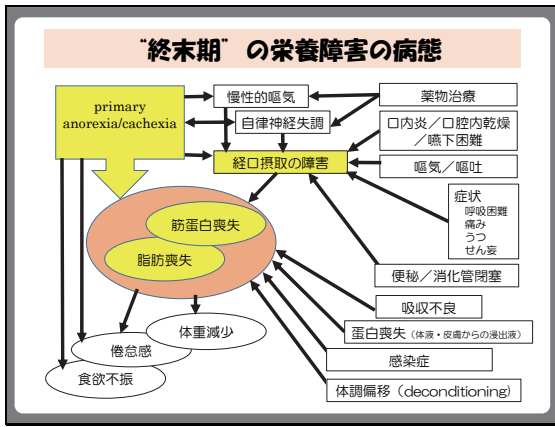 “終末期” の栄養障害の病態
primary
anorexia/cachexia
慢性的嘔気
自律神経失調
経口摂取の障害
薬物治療
口内炎／口腔内乾燥
／嚥下困難
嘔気／嘔吐
症状
呼吸困難
痛み
うつ
せん妄
便秘／消化管閉塞
筋蛋白喪失
脂肪喪失
吸収不良
蛋白喪失（体液・皮膚からの浸出液）
感染症
体調偏移（deconditioning)
体重減少
倦怠感
食欲不振